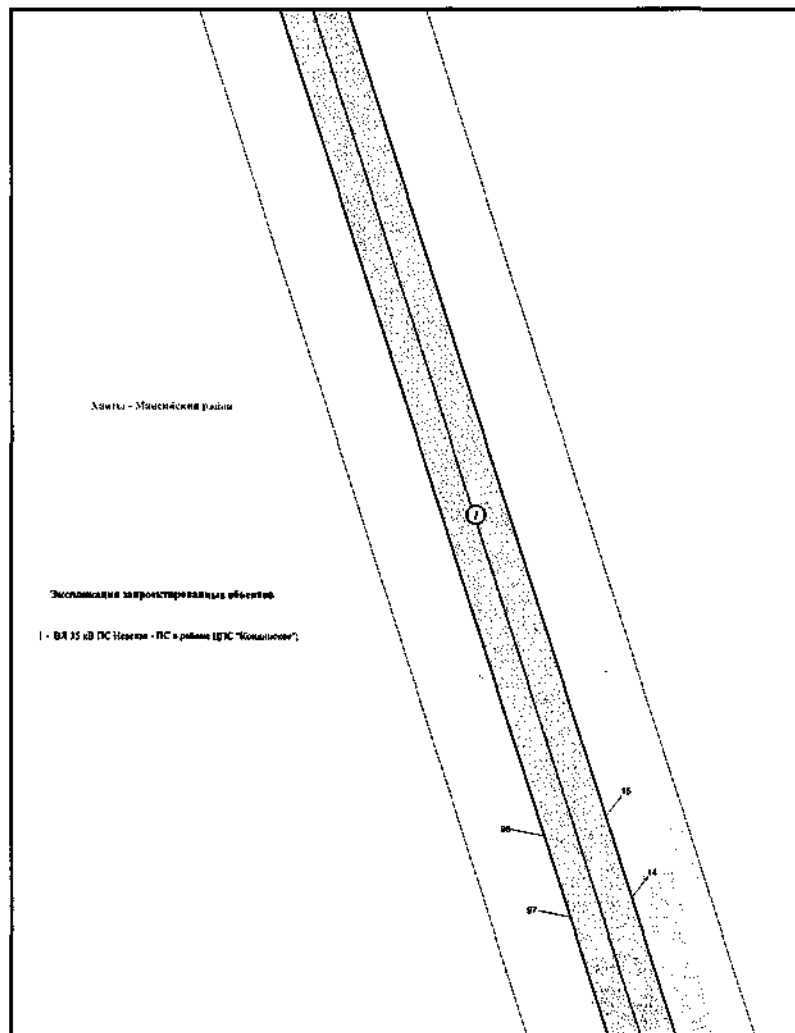 Ханты - Мансийский район
1
Экспликация запроектированных объектов
1 - ВЛ 35 кВ ПС Невская - ПС в районе ЦПС "Кондинское")
15
96
14
97